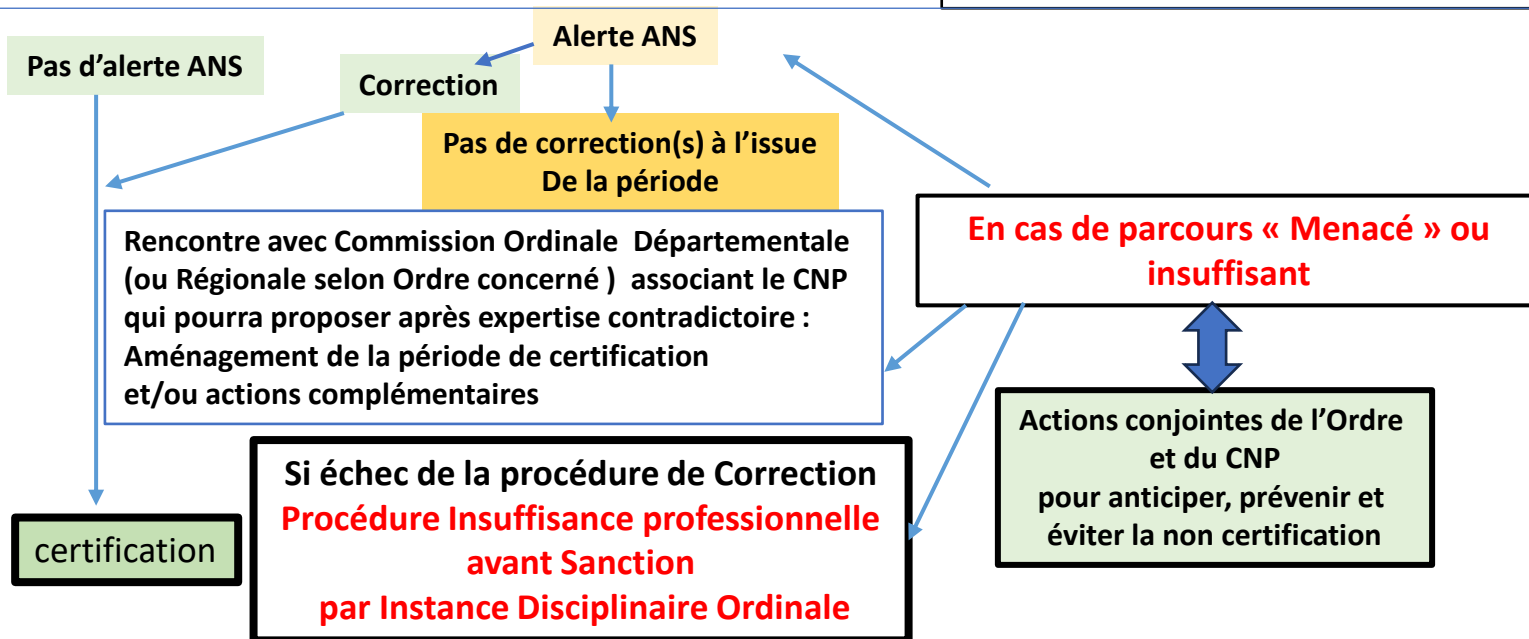 Alerte ANS
Pas d’alerte ANS
Correction
Pas de correction(s) à l’issue
De la période
Rencontre avec Commission Ordinale Départementale
(ou Régionale selon Ordre concerné ) associant le CNP
qui pourra proposer après expertise contradictoire :
Aménagement de la période de certification
et/ou actions complémentaires
En cas de parcours « Menacé » ou
insuffisant
Actions conjointes de l’Ordre
et du CNP
pour anticiper, prévenir et
éviter la non certification
Si échec de la procédure de Correction
Procédure Insuffisance professionnelle
avant Sanction
par Instance Disciplinaire Ordinale
certification